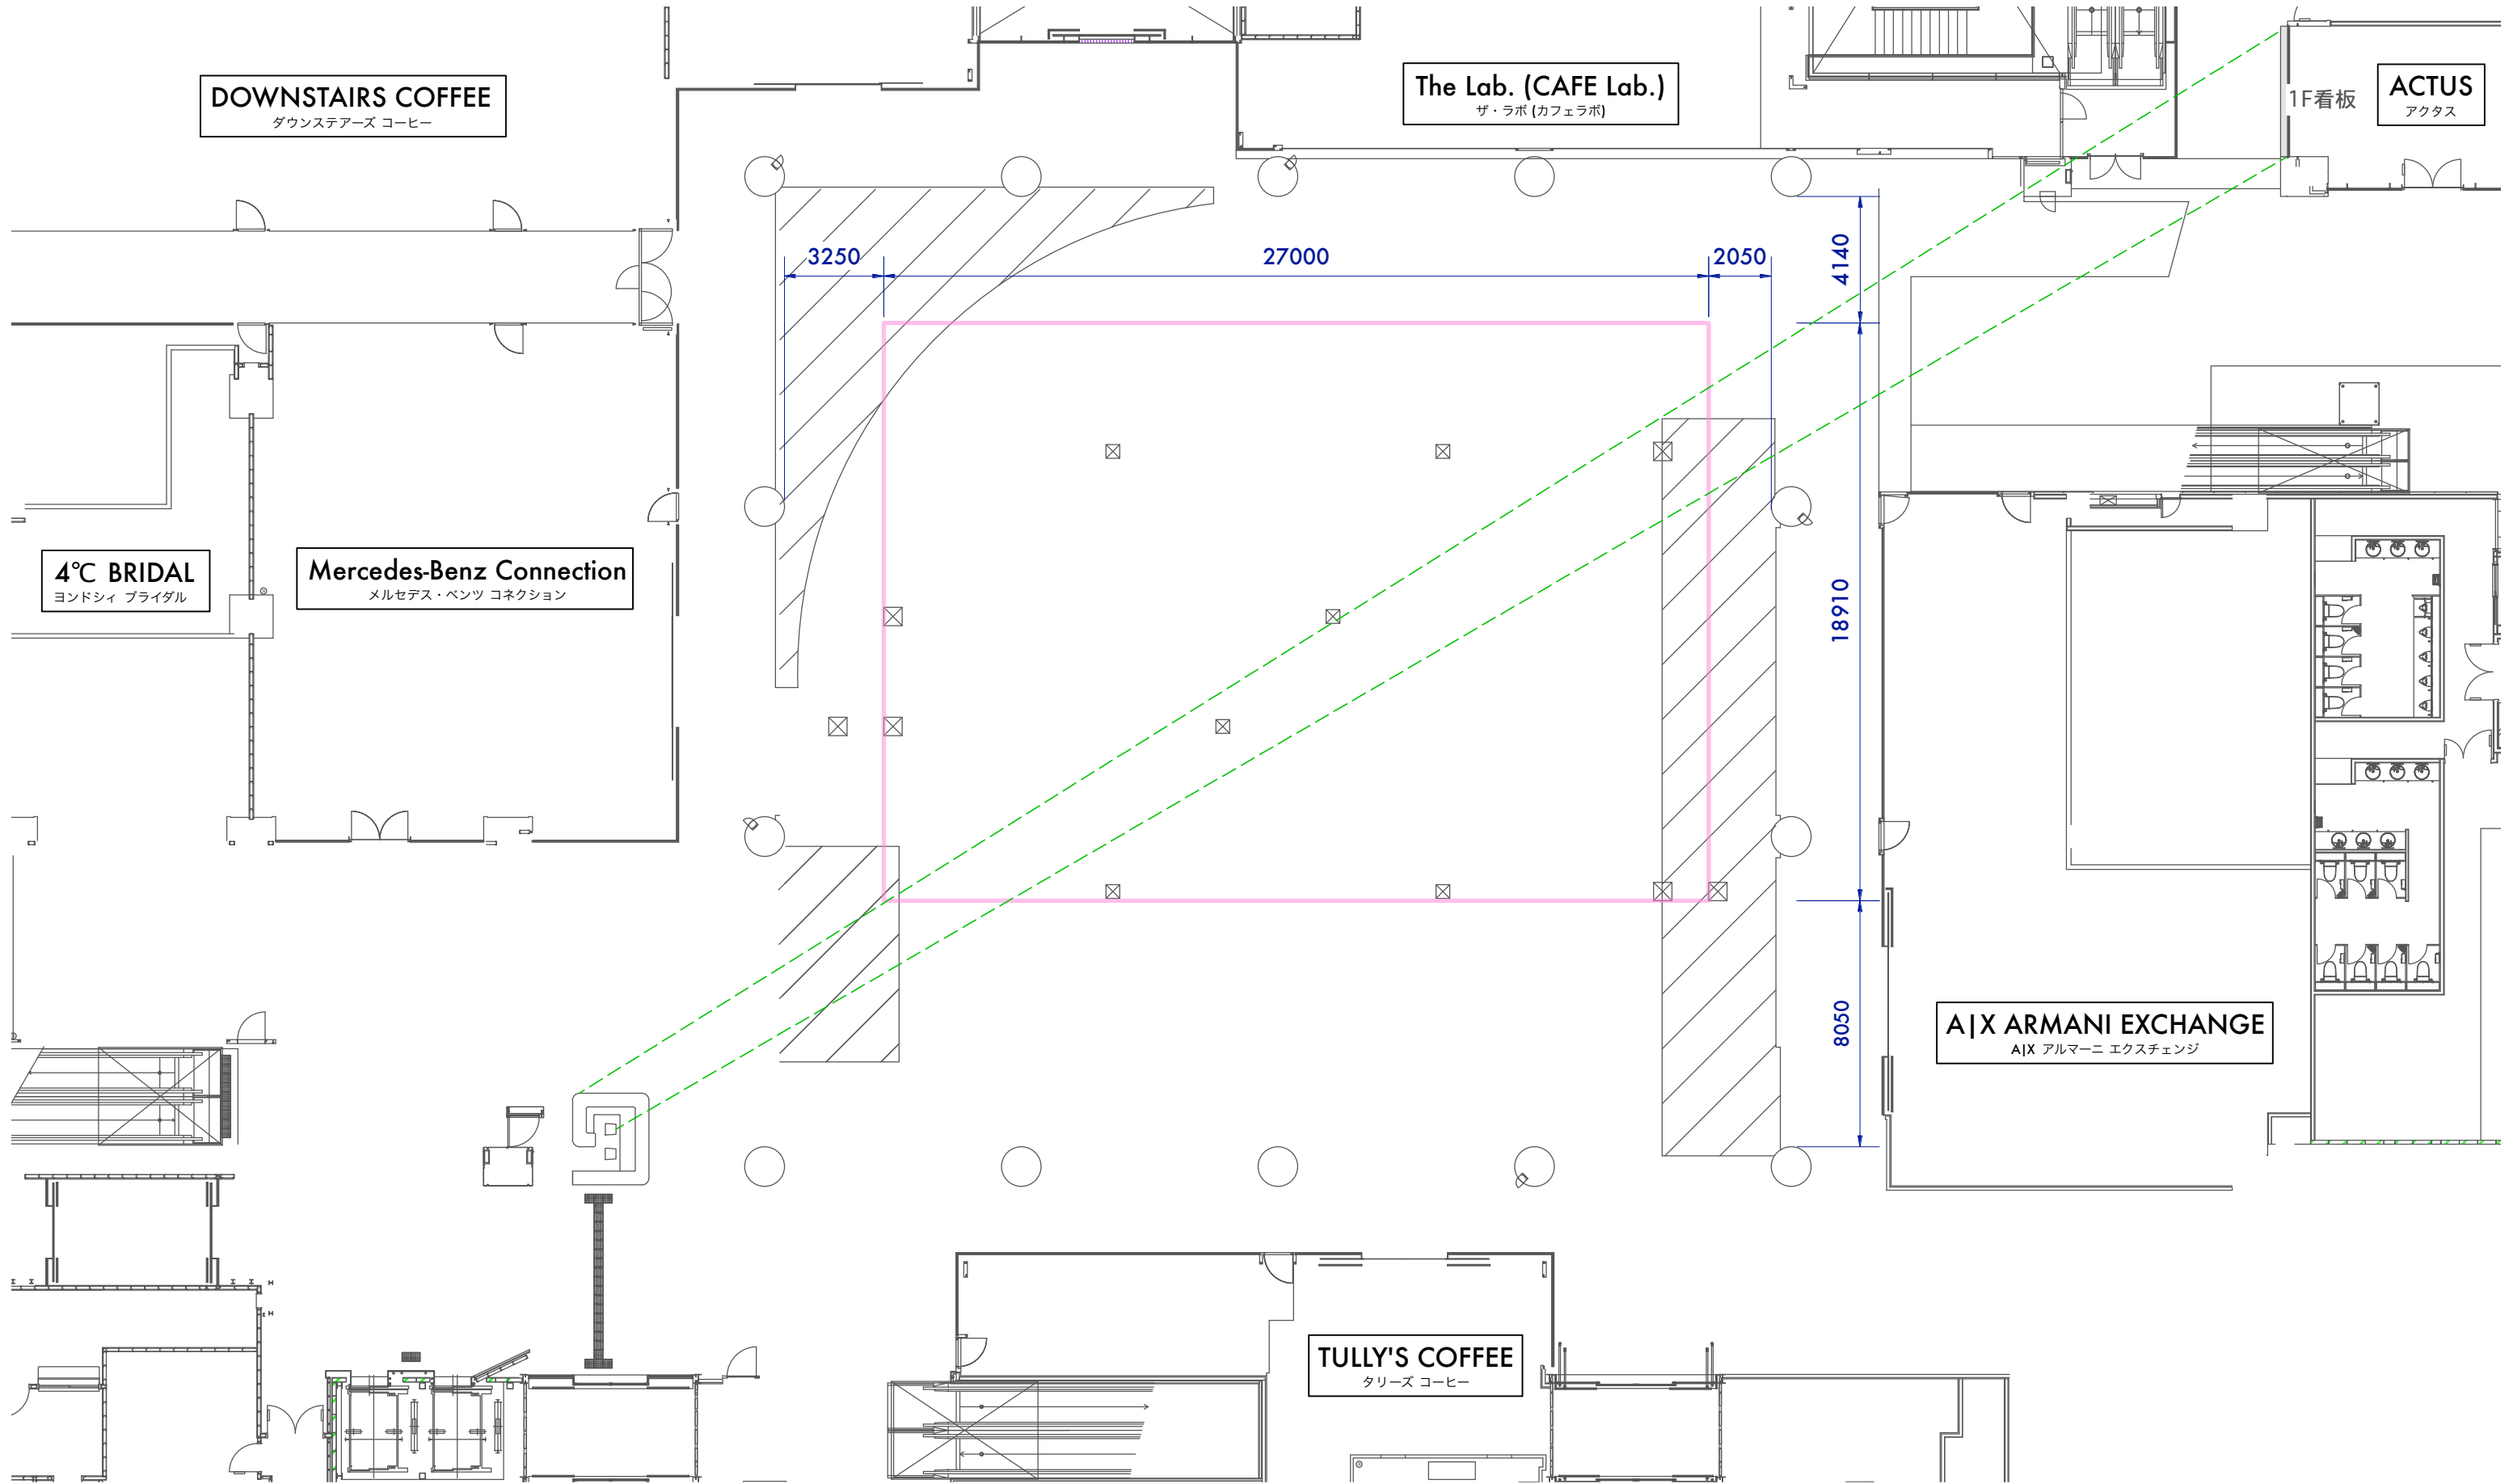 DOWNSTAIRS COFFEE
ダウンステアーズ コーヒー
The Lab. (CAFE Lab.)
ザ・ラボ (カフェラボ)
1F看板
ACTUS
アクタス
3250
27000
2050
4140
4℃ BRIDAL
ヨンドシィ ブライダル
Mercedes-Benz Connection
メルセデス・ベンツ コネクション
18910
8050
A|X ARMANI EXCHANGE
A|X アルマーニ エクスチェンジ
TULLY'S COFFEE
タリーズ コーヒー